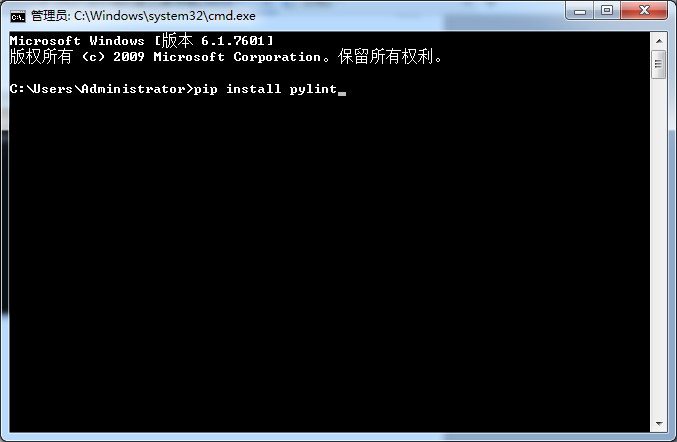 管理员: C:\Windows\system32\cmd.exe
Microsoft Windows [版本 6.1.7601]
版权所有 (c) 2009 Microsoft Corporation。保留所有权利。
C:\Users\Administrator>pip install pylint